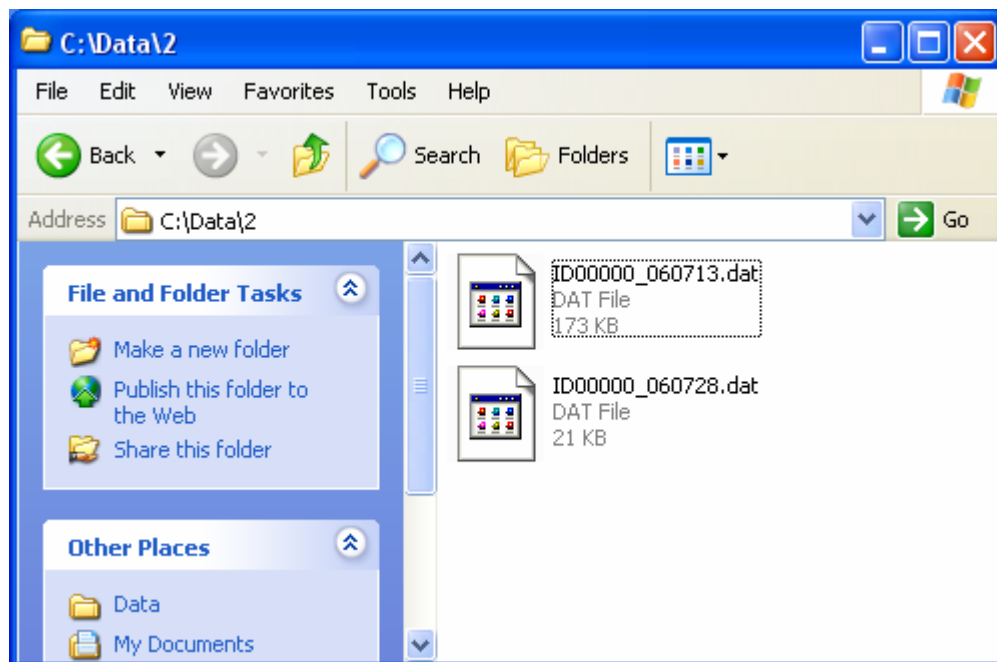 C:\Data\2
File Edit View Favorites Tools Help
Back Search Folders
Address C:\Data\2 Go
File and Folder Tasks
Make a new folder
Publish this folder to
the Web
Share this folder
Other Places
Data
My Documents
ID00000_060713.dat
DAT File
173 KB
ID00000_060728.dat
DAT File
21 KB